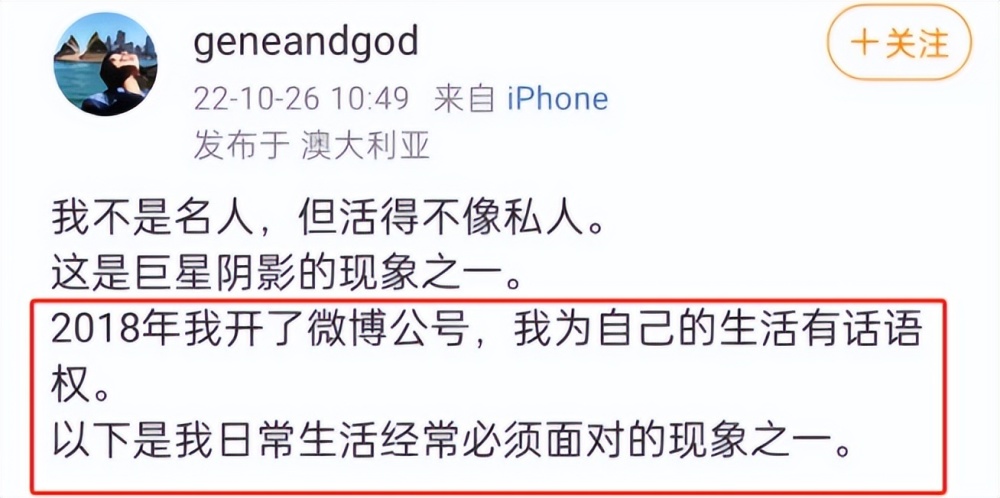 geneandgod
+关注
22-10-26 10:49 来自 iPhone
发布于 澳大利亚
我不是名人，但活得不像私人。
这是巨星阴影的现象之一。
2018年我开了微博公号，我为自己的生活有话语
权。
以下是我日常生活经常必须面对的现象之一。